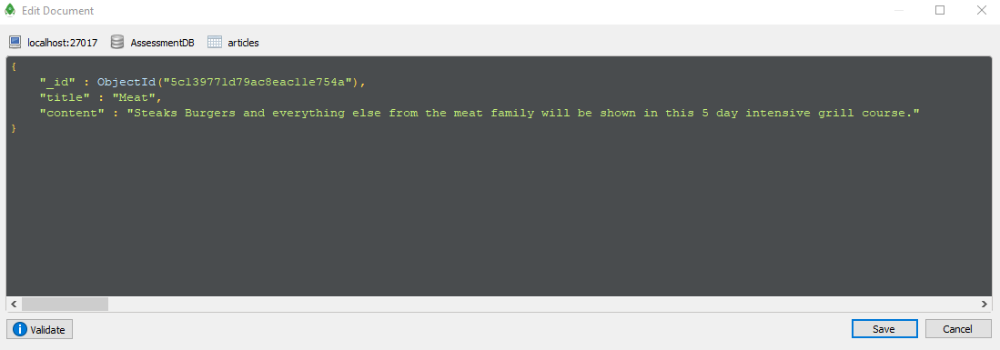 Edit Document
localhost:27017 AssessmentDB articles
{
"_id" : ObjectId("5c139771d79ac8eac11e754a"),
"title" : "Meat",
"content" : "Steaks Burgers and everything else from the meat family will be shown in this 5 day intensive grill course."
}
Validate Save Cancel